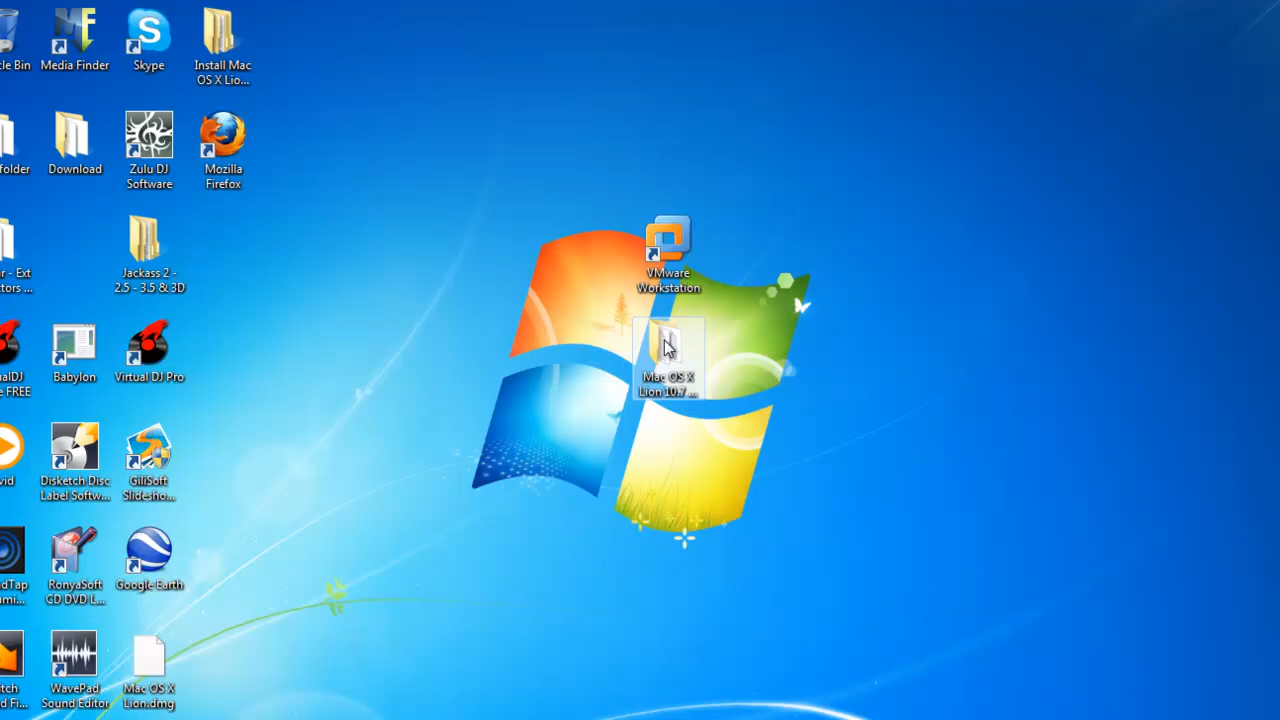 cle Bin
Media Finder
Skype
Install Mac
OS X Lio...
folder
Download
Zulu DJ
Software
Mozilla
Firefox
r - Ext
ctors ...
Jackass 2 -
2.5 - 3.5 & 3D
VMware
Workstation
alDJ
e FREE
Babylon
Virtual DJ Pro
Mac OS X
Lion 10.7 ...
vid
Disketch Disc
Label Softw...
GiliSoft
Slidesho...
dTap
mi...
RonyaSoft
CD DVD L...
Google Earth
itch
d Fi...
WavePad
Sound Editor
Mac OS X
Lion.dmg